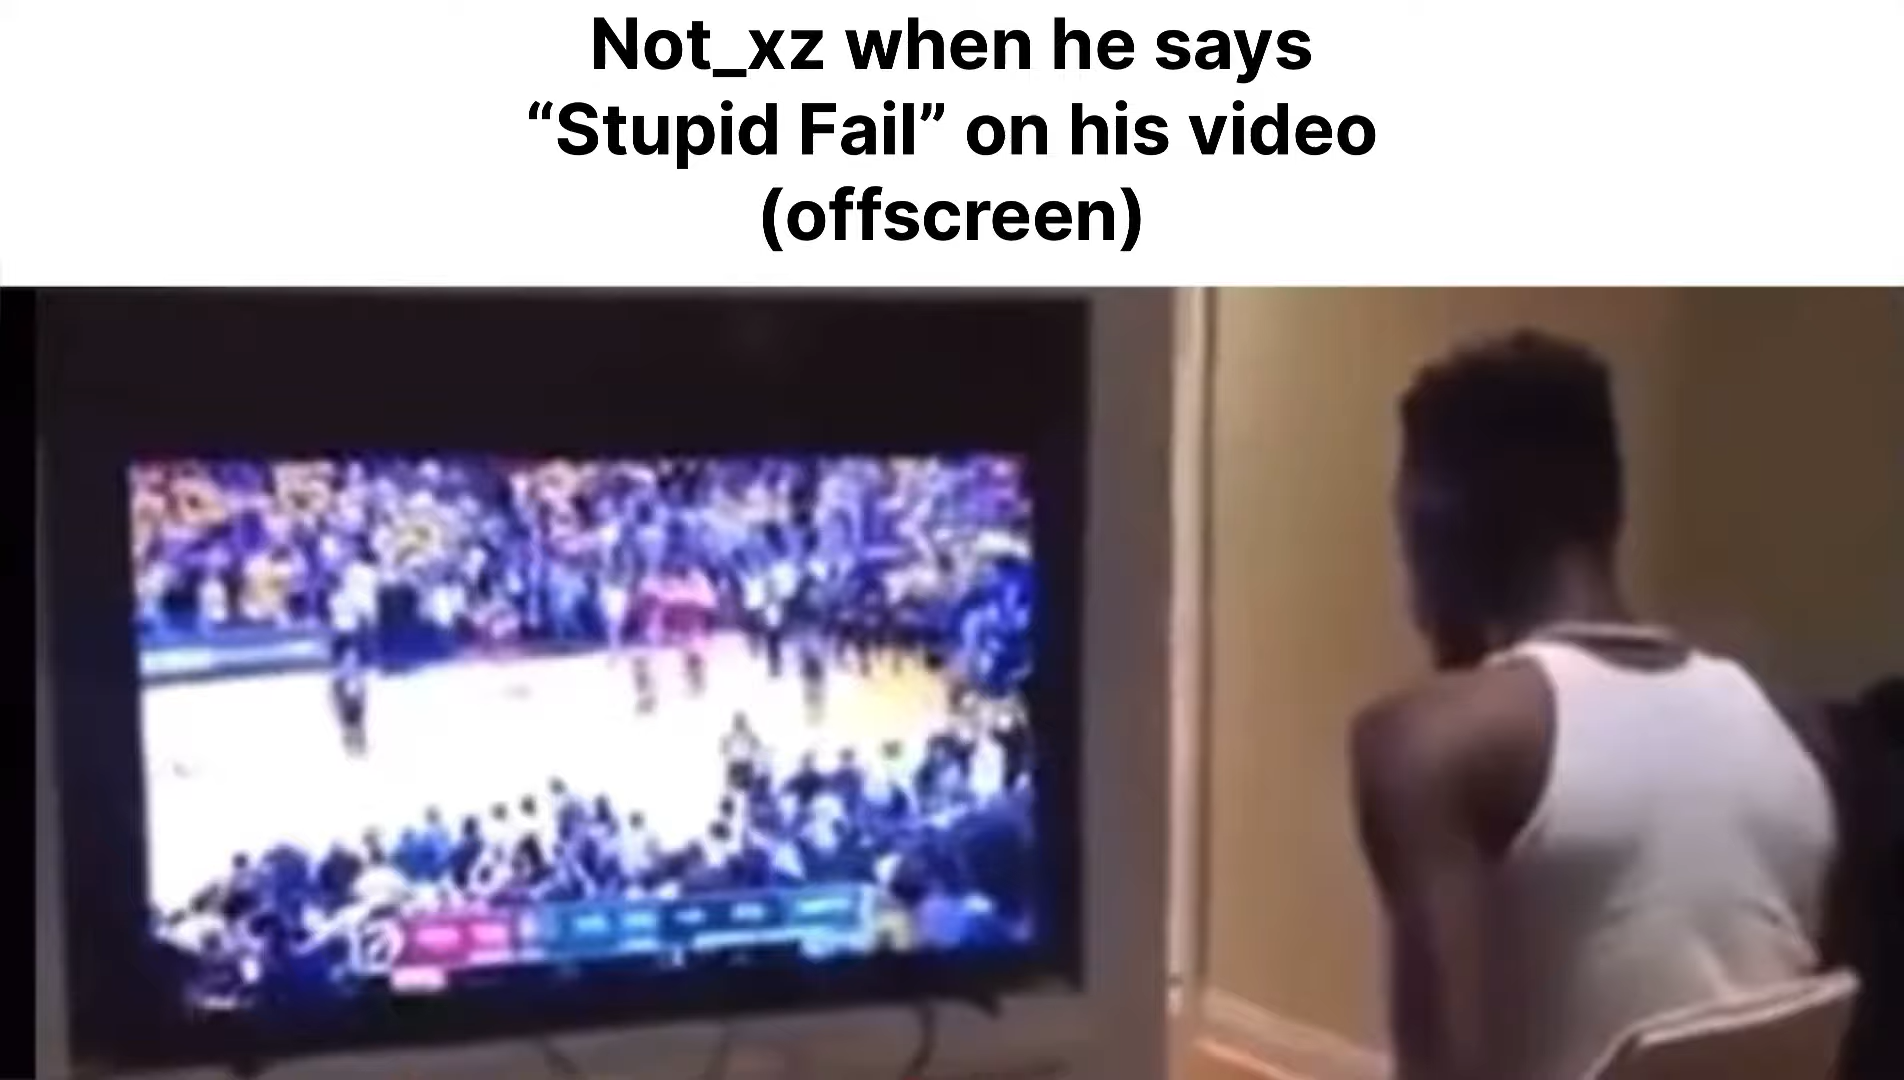 Not_xz when he says
“Stupid Fail” on his video
(offscreen)